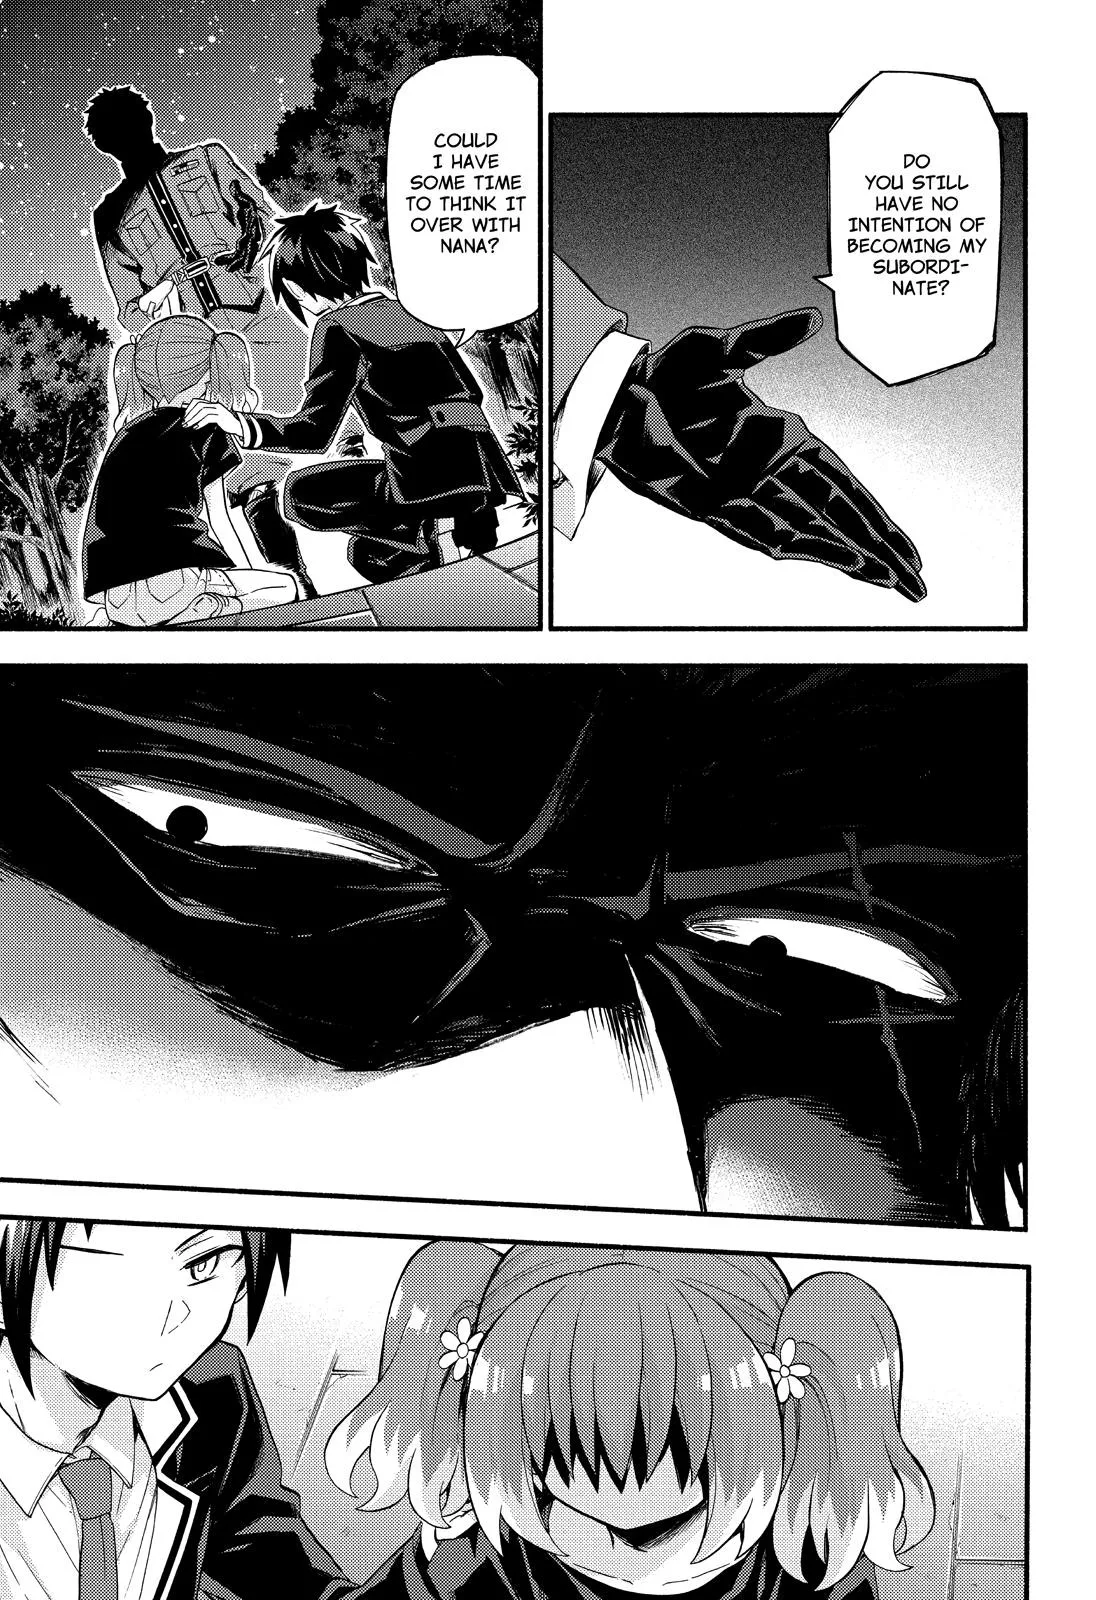 DO
YOU STILL
HAVE NO
INTENTION OF
BECOMING MY
SUBORDI-
NATE?
COULD
I HAVE
SOME TIME
TO THINK IT
OVER WITH
NANA?